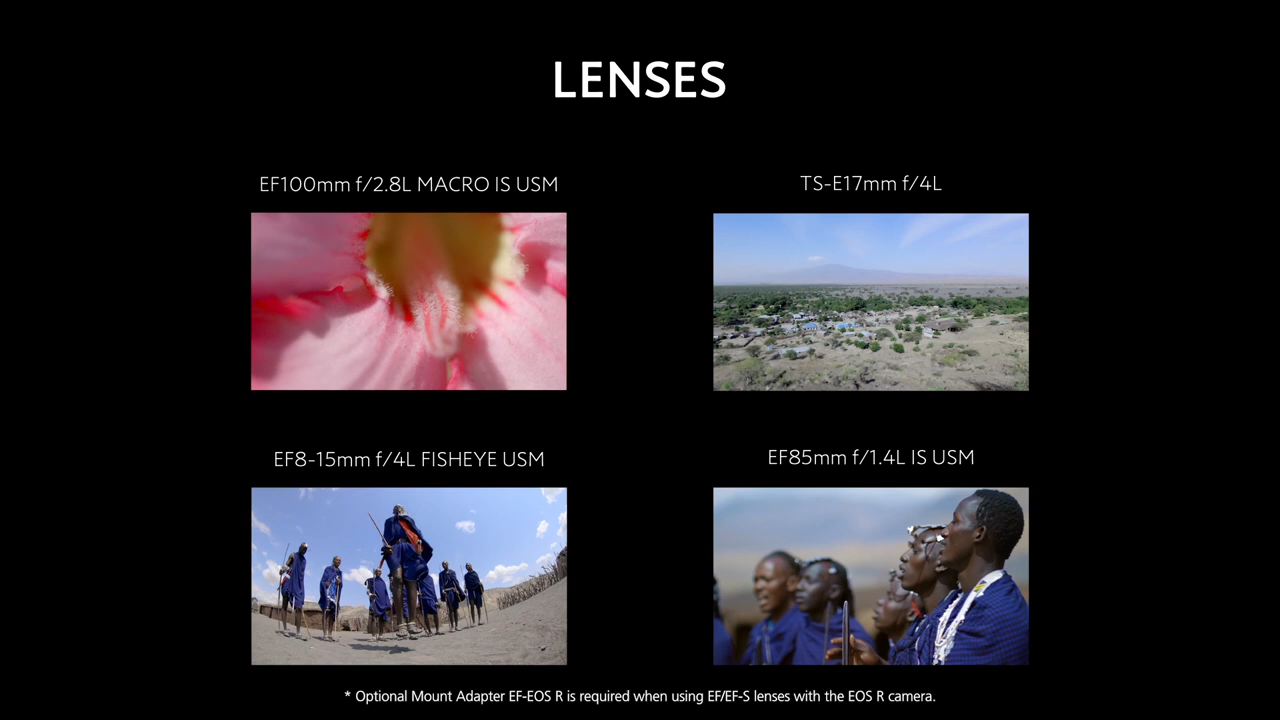 LENSES
EF100mm f/2.8L MACRO IS USM
TS-E17mm f/4L
EF8-15mm f/4L FISHEYE USM
EF85mm f/1.4L IS USM
* Optional Mount Adapter EF-EOS R is required when using EF/EF-S lenses with the EOS R camera.